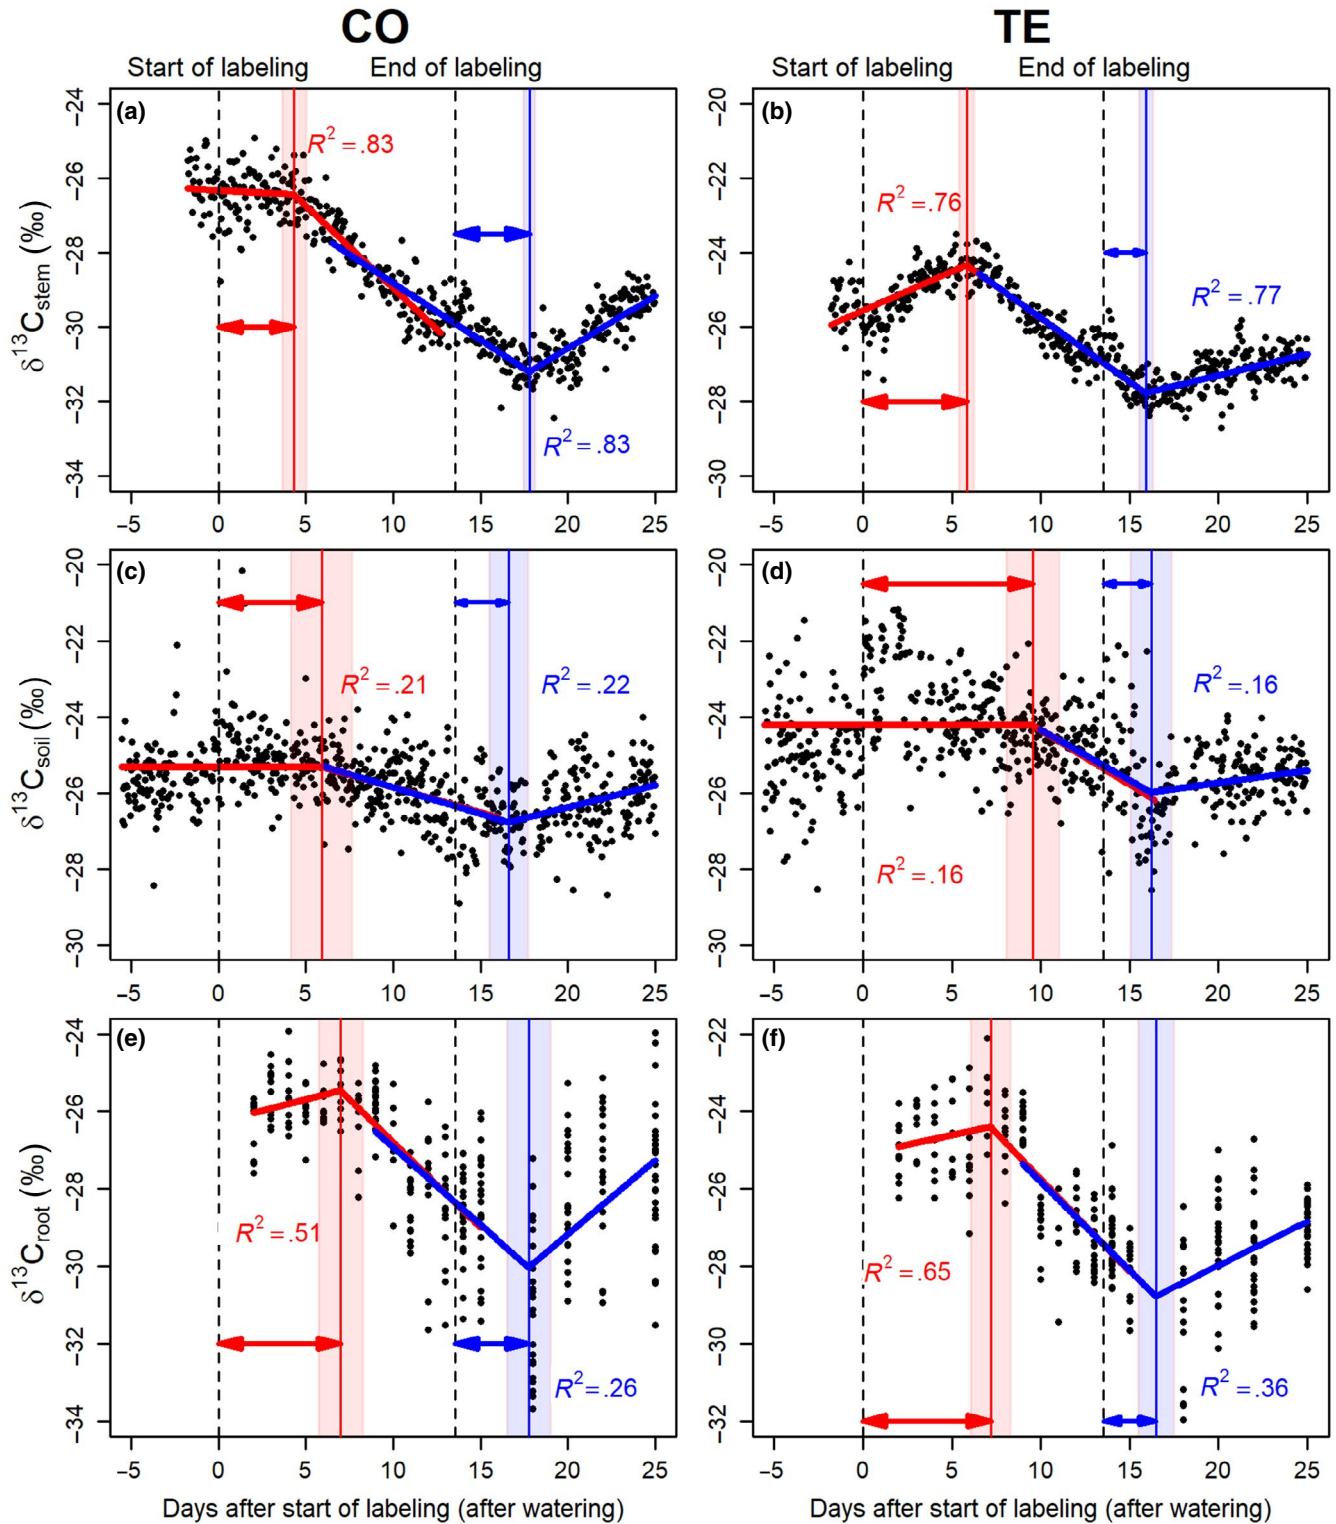 CO
TE
Start of labeling
End of labeling
Start of labeling
End of labeling
(a)
R² = .83
R² = .83
δ¹³C stem (‰)
−24
−26
−28
−30
−32
−34
−5 0 5 10 15 20 25
(b)
R² = .76
R² = .77
−20
−22
−24
−26
−28
−30
−5 0 5 10 15 20 25
(c)
R² = .21
R² = .22
δ¹³C soil (‰)
−20
−22
−24
−26
−28
−30
−5 0 5 10 15 20 25
(d)
R² = .16
R² = .16
−20
−22
−24
−26
−28
−30
−5 0 5 10 15 20 25
(e)
R² = .51
R² = .26
δ¹³C root (‰)
−24
−26
−28
−30
−32
−34
−5 0 5 10 15 20 25
Days after start of labeling (after watering)
(f)
R² = .65
R² = .36
−22
−24
−26
−28
−30
−32
−5 0 5 10 15 20 25
Days after start of labeling (after watering)